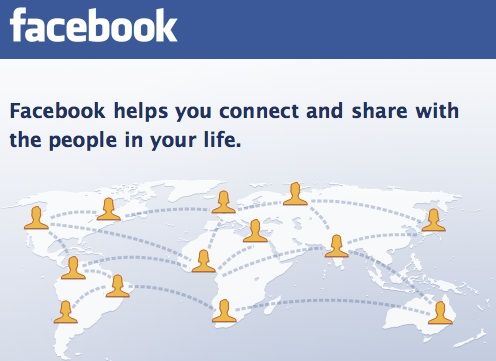 facebook
Facebook helps you connect and share with
the people in your life.